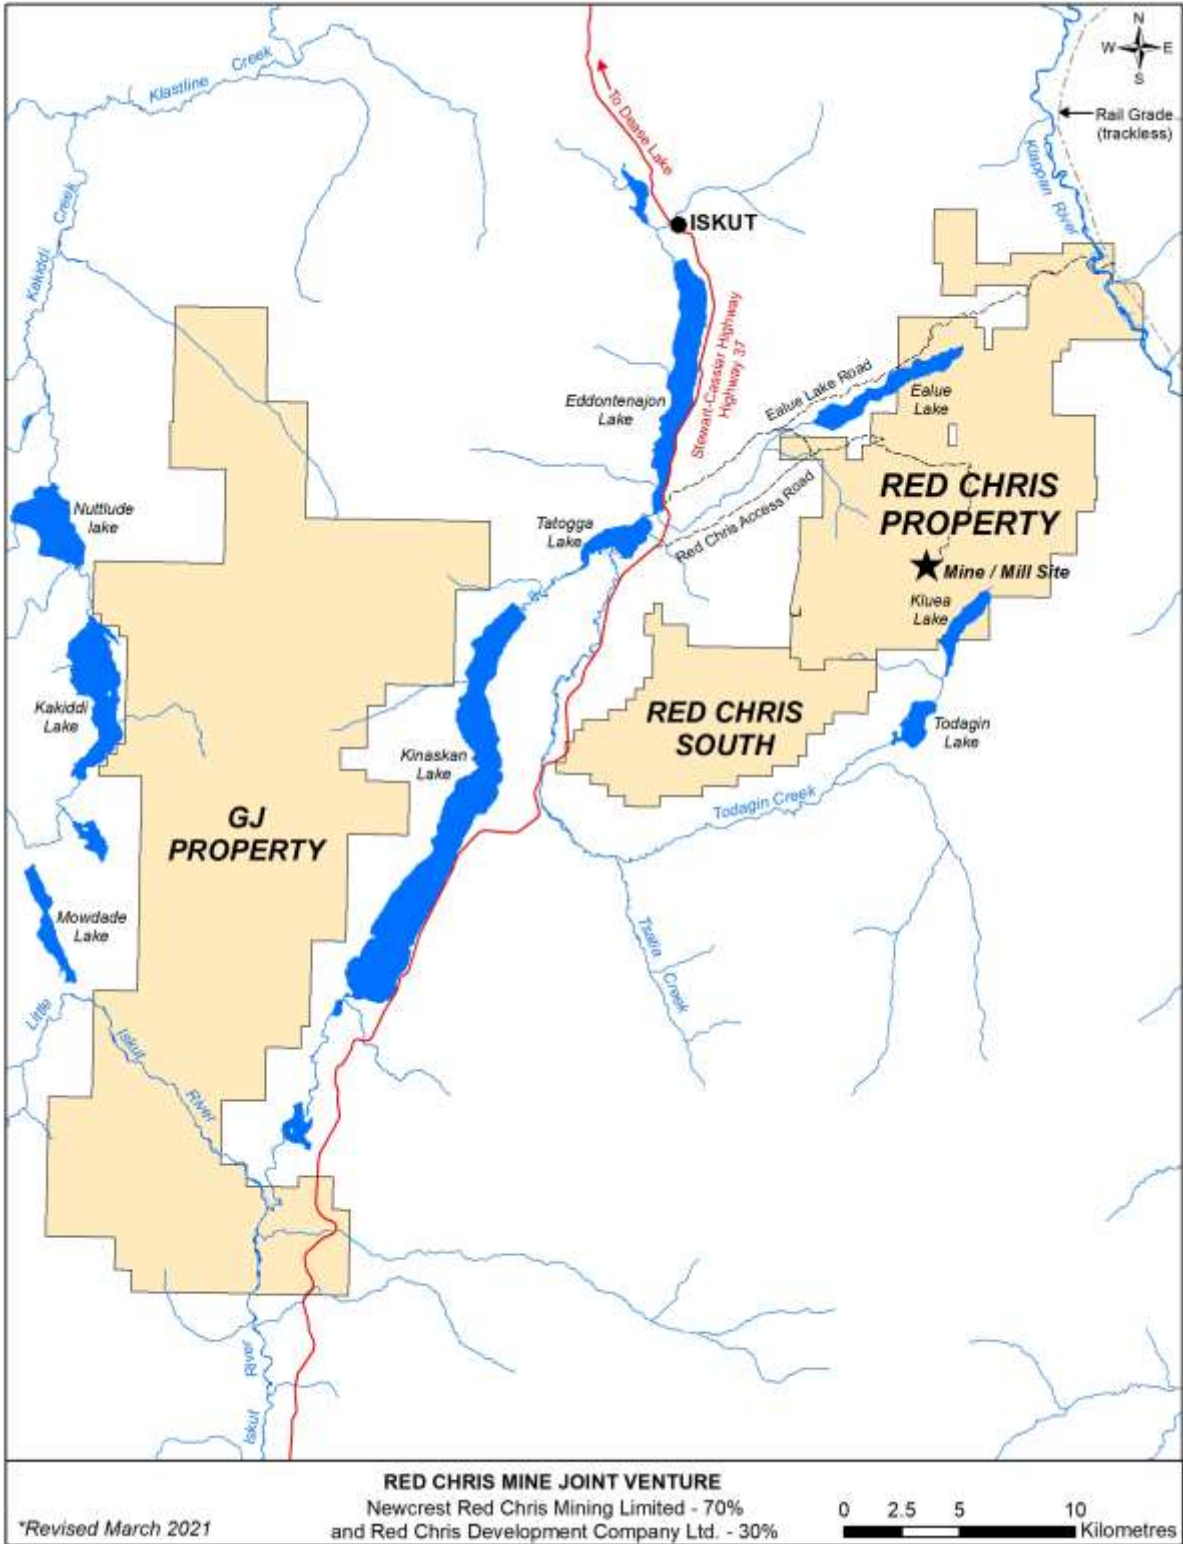 N
W E
S
Klastline Creek
To Dease Lake
Rail Grade
(trackless)
Klappan River
Kakiddi Creek
ISKUT
Stewart-Cassiar Highway
Highway 37
Eddontenajon
Lake
Ealue Lake Road
Ealue
Lake
Nuttlude
lake
Tatogga
Lake
Red Chris Access Road
RED CHRIS
PROPERTY
Mine / Mill Site
Kluea
Lake
Kakiddi
Lake
Kinaskan
Lake
RED CHRIS
SOUTH
Todagin
Lake
GJ
PROPERTY
Todagin Creek
Mowdade
Lake
Tsatia Creek
Little Iskut River
Iskut River
RED CHRIS MINE JOINT VENTURE
Newcrest Red Chris Mining Limited - 70%
and Red Chris Development Company Ltd. - 30%
*Revised March 2021
0 2.5 5 10
Kilometres